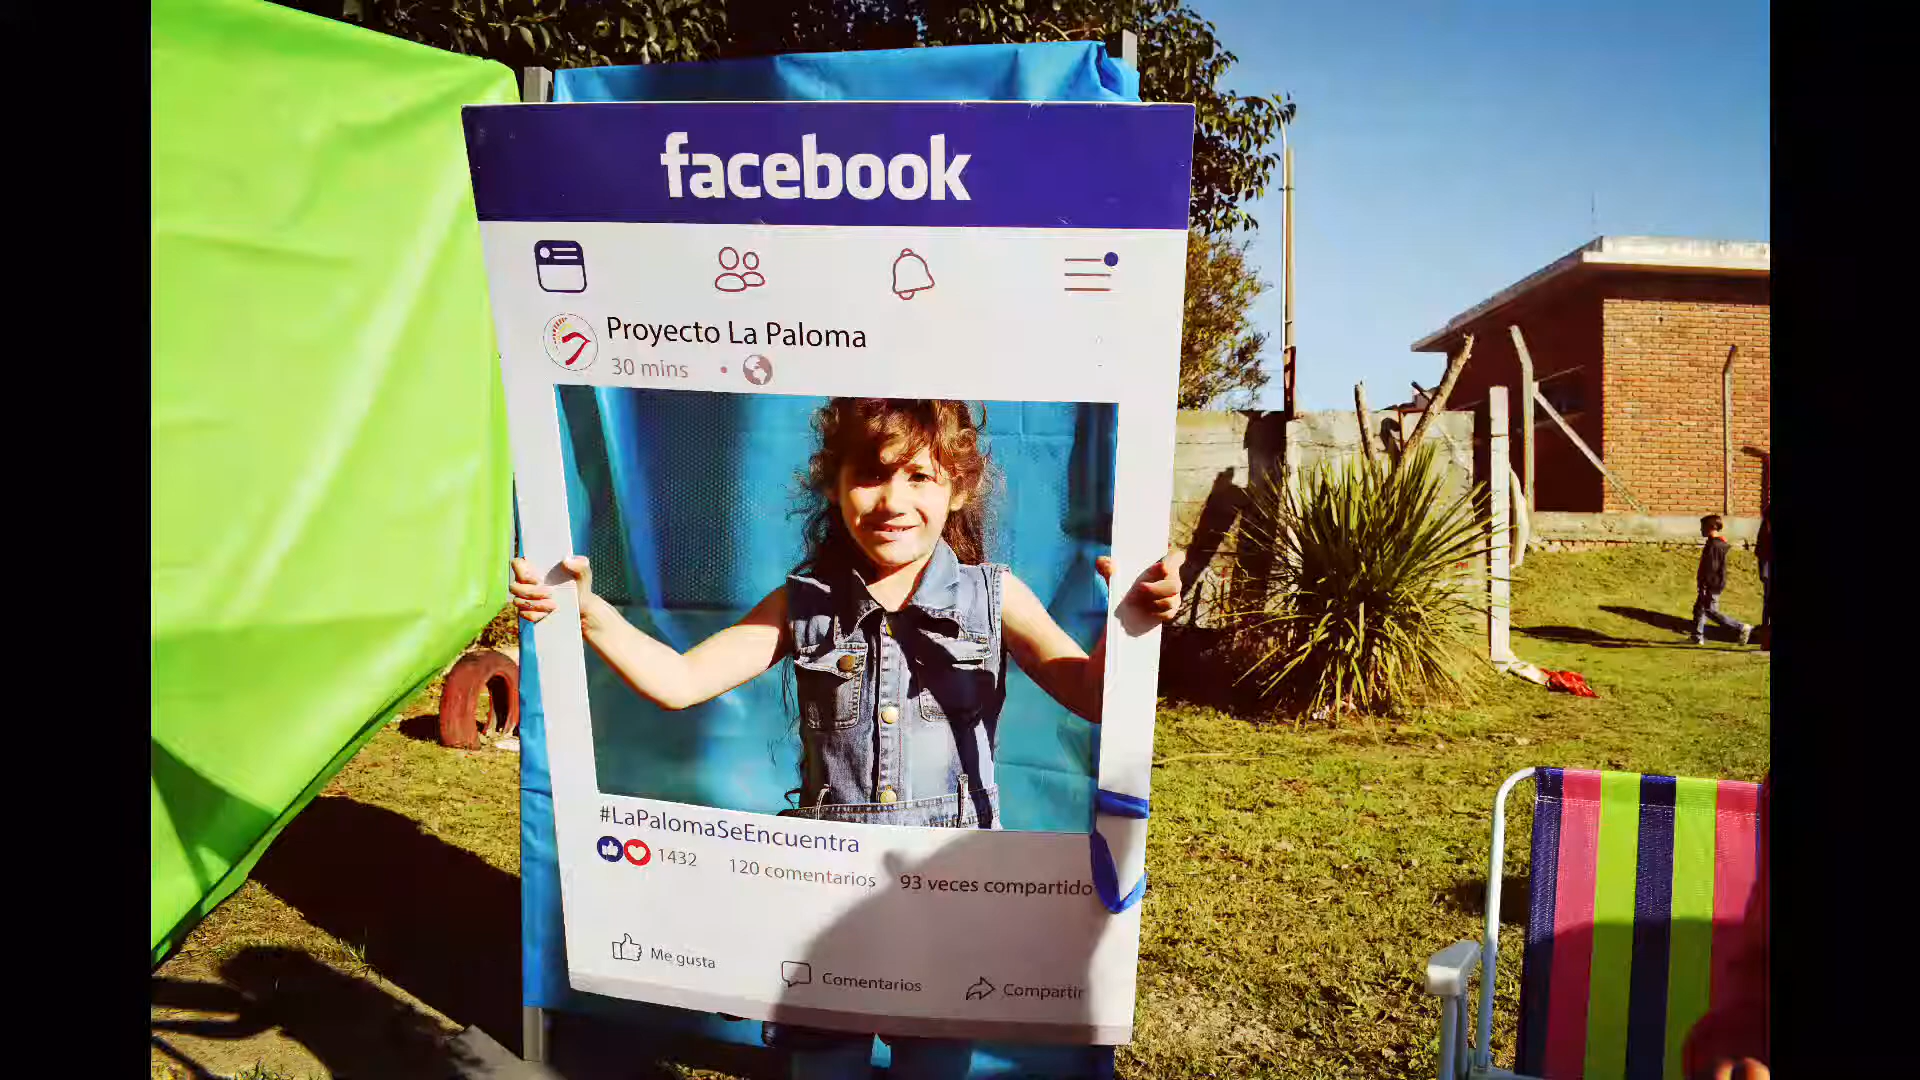 facebook
Proyecto La Paloma
30 mins
#LaPalomaSeEncuentra
1432 120 comentarios 93 veces compartido
Me gusta Comentarios Compartir